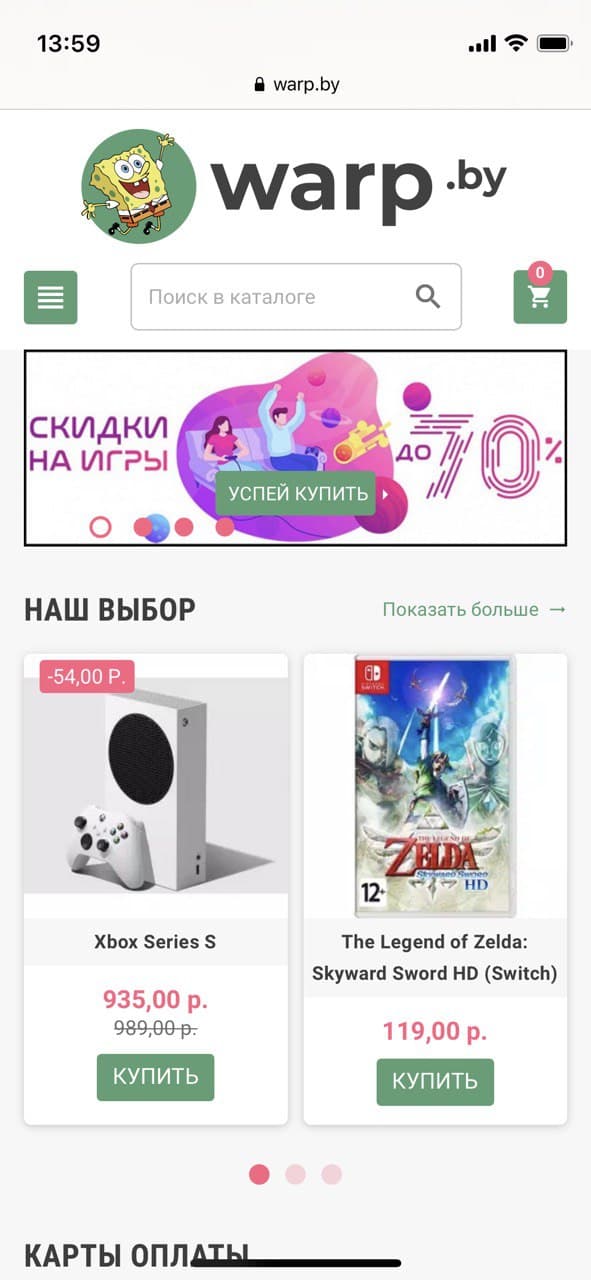 13:59
warp.by
warp.by
Поиск в каталоге
0
СКИДКИ
НА ИГРЫ
ДО 70%
УСПЕЙ КУПИТЬ
НАШ ВЫБОР
Показать больше →
-54,00 Р.
THE LEGEND OF
ZELDA
Skyward Sword
HD
12+
Xbox Series S
The Legend of Zelda:
Skyward Sword HD (Switch)
935,00 р.
989,00 р.
119,00 р.
КУПИТЬ
КУПИТЬ
КАРТЫ ОПЛАТЫ